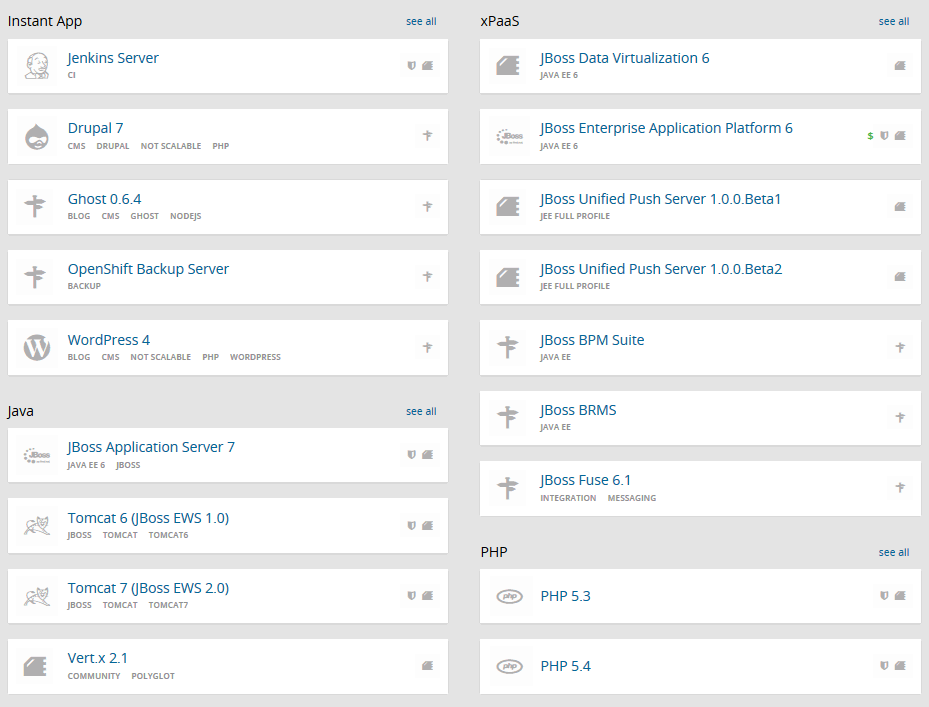 Instant App see all
Jenkins Server
CI
Drupal 7
CMS DRUPAL NOT SCALABLE PHP
Ghost 0.6.4
BLOG CMS GHOST NODEJS
OpenShift Backup Server
BACKUP
WordPress 4
BLOG CMS NOT SCALABLE PHP WORDPRESS
Java see all
JBoss Application Server 7
JAVA EE 6 JBOSS
Tomcat 6 (JBoss EWS 1.0)
JBOSS TOMCAT TOMCAT6
Tomcat 7 (JBoss EWS 2.0)
JBOSS TOMCAT TOMCAT7
Vert.x 2.1
COMMUNITY POLYGLOT
xPaaS see all
JBoss Data Virtualization 6
JAVA EE 6
JBoss
JBoss Enterprise Application Platform 6
$
JAVA EE 6
JBoss Unified Push Server 1.0.0.Beta1
JEE FULL PROFILE
JBoss Unified Push Server 1.0.0.Beta2
JEE FULL PROFILE
JBoss BPM Suite
JAVA EE
JBoss BRMS
JAVA EE
JBoss Fuse 6.1
INTEGRATION MESSAGING
PHP see all
php PHP 5.3
php PHP 5.4